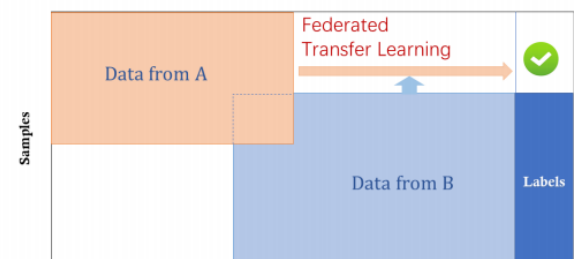 Federated
Transfer Learning
Data from A
Samples
Data from B
Labels